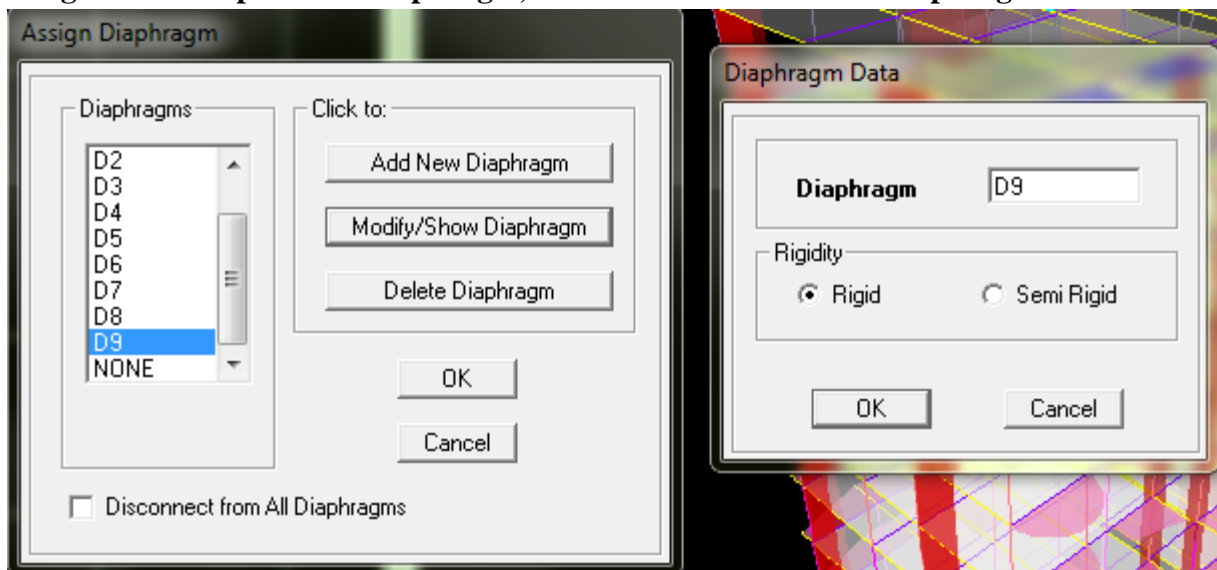 Assign Diaphragm
Diaphragms
D2
D3
D4
D5
D6
D7
D8
D9
NONE
Click to:
Add New Diaphragm
Modify/Show Diaphragm
Delete Diaphragm
OK
Cancel
Disconnect from All Diaphragms
Diaphragm Data
Diaphragm D9
Rigidity
Rigid Semi Rigid
OK Cancel